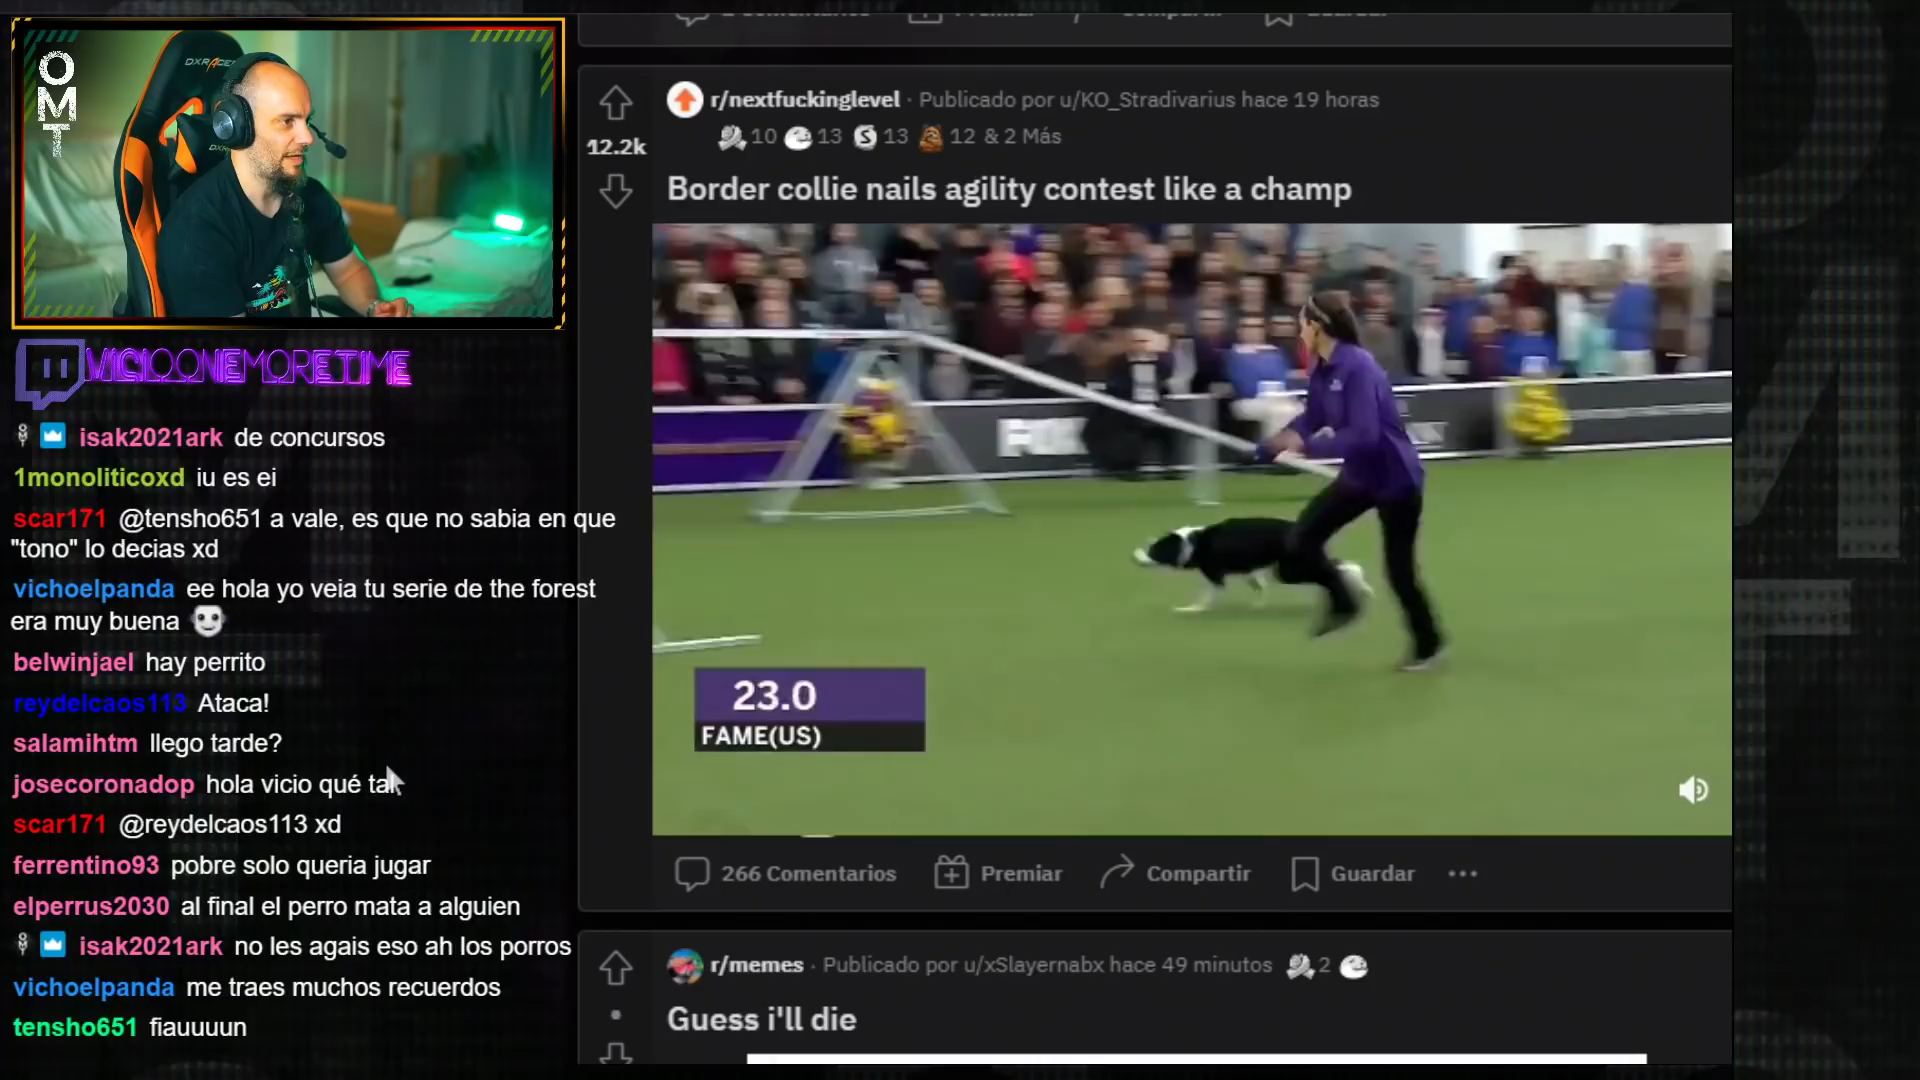 OMT
DXRACER
VICIOONEMORETIME
isak2021ark de concursos
1monoliticoxd iu es ei
scar171 @tensho651 a vale, es que no sabia en que
"tono" lo decias xd
vichoelpanda ee hola yo veia tu serie de the forest
era muy buena
belwinjael hay perrito
reydelcaos113 Ataca!
salamihtm llego tarde?
josecoronadop hola vicio qué tal
scar171 @reydelcaos113 xd
ferrentino93 pobre solo queria jugar
elperrus2030 al final el perro mata a alguien
isak2021ark no les agais eso ah los porros
vichoelpanda me traes muchos recuerdos
tensho651 fiauuuun
r/nextfuckinglevel · Publicado por u/KO_Stradivarius hace 19 horas
10 13 S 13 12 & 2 Más
12.2k
Border collie nails agility contest like a champ
FOX
23.0
FAME(US)
266 Comentarios Premiar Compartir Guardar ...
r/memes · Publicado por u/xSlayernabx hace 49 minutos 2
Guess i'll die